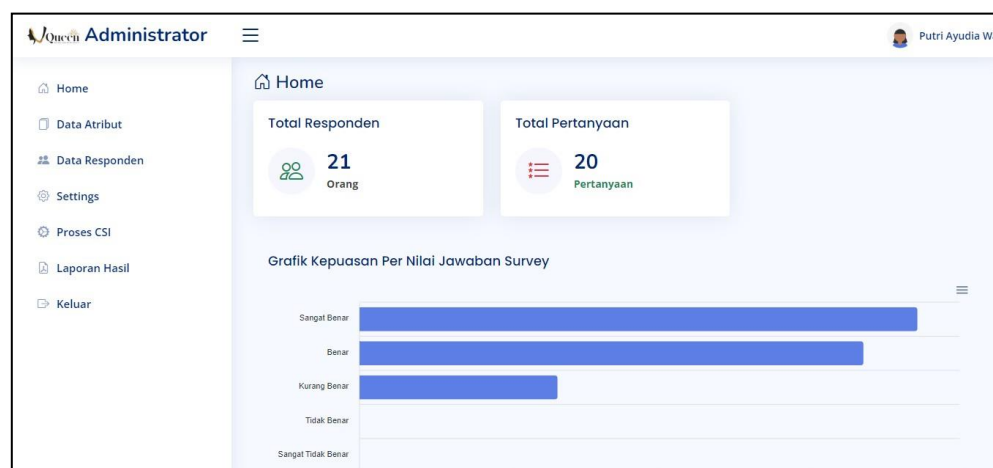 Queen Administrator
Putri Ayudia
Home
Data Atribut
Data Responden
Settings
Proses CSI
Laporan Hasil
Keluar
Home
Total Responden
21
Orang
Total Pertanyaan
20
Pertanyaan
Grafik Kepuasan Per Nilai Jawaban Survey
Sangat Benar
Benar
Kurang Benar
Tidak Benar
Sangat Tidak Benar